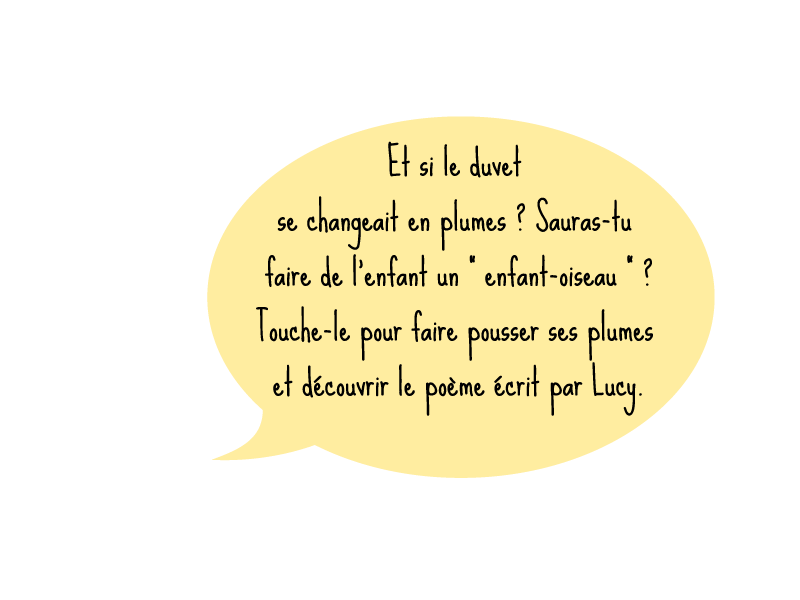 Et si le duvet
se changeait en plumes ? Sauras-tu
faire de l'enfant un " enfant-oiseau " ?
Touche-le pour faire pousser ses plumes
et découvrir le poème écrit par Lucy.